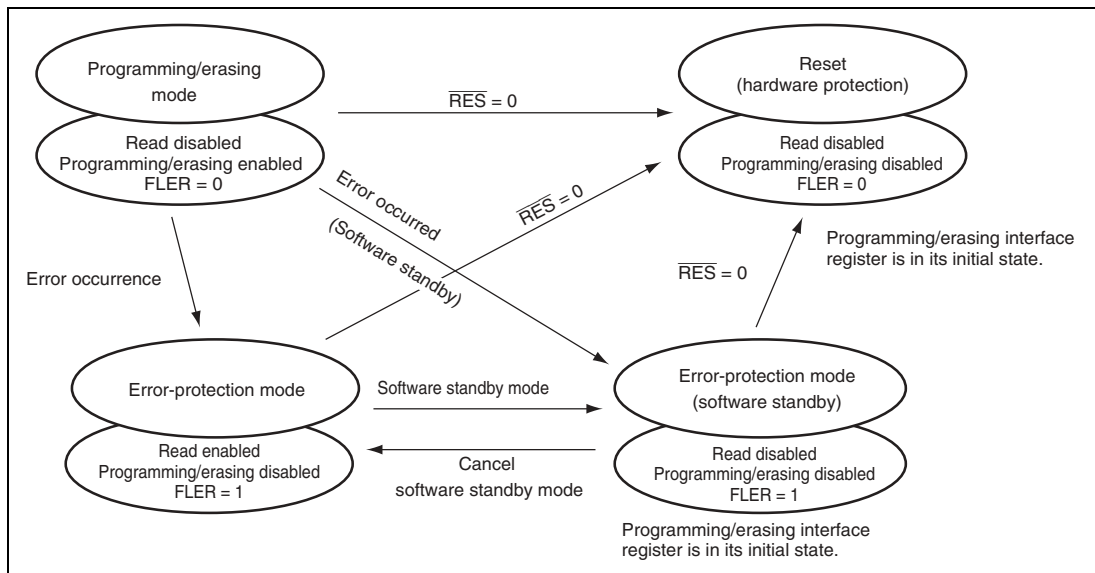 Programming/erasing
mode
Read disabled
Programming/erasing enabled
FLER = 0
R̅E̅S̅ = 0
Reset
(hardware protection)
Read disabled
Programming/erasing disabled
FLER = 0
Programming/erasing interface
register is in its initial state.
Error occurred
(Software standby)
R̅E̅S̅ = 0
R̅E̅S̅ = 0
Error occurrence
Error-protection mode
Read enabled
Programming/erasing disabled
FLER = 1
Software standby mode
Cancel
software standby mode
Error-protection mode
(software standby)
Read disabled
Programming/erasing disabled
FLER = 1
Programming/erasing interface
register is in its initial state.